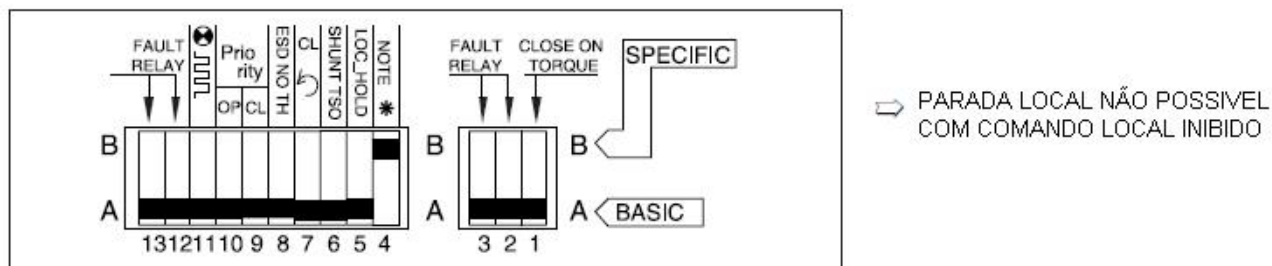 FAULT
RELAY
Prio
rity
OP CL
ESD NO TH
CL
SHUNT TSO
LOC_HOLD
NOTE
*
FAULT
RELAY
CLOSE ON
TORQUE
SPECIFIC
B
B
B
A
A
A
BASIC
13 12 11 10 9 8 7 6 5 4
3 2 1
⇨ PARADA LOCAL NÃO POSSIVEL
COM COMANDO LOCAL INIBIDO